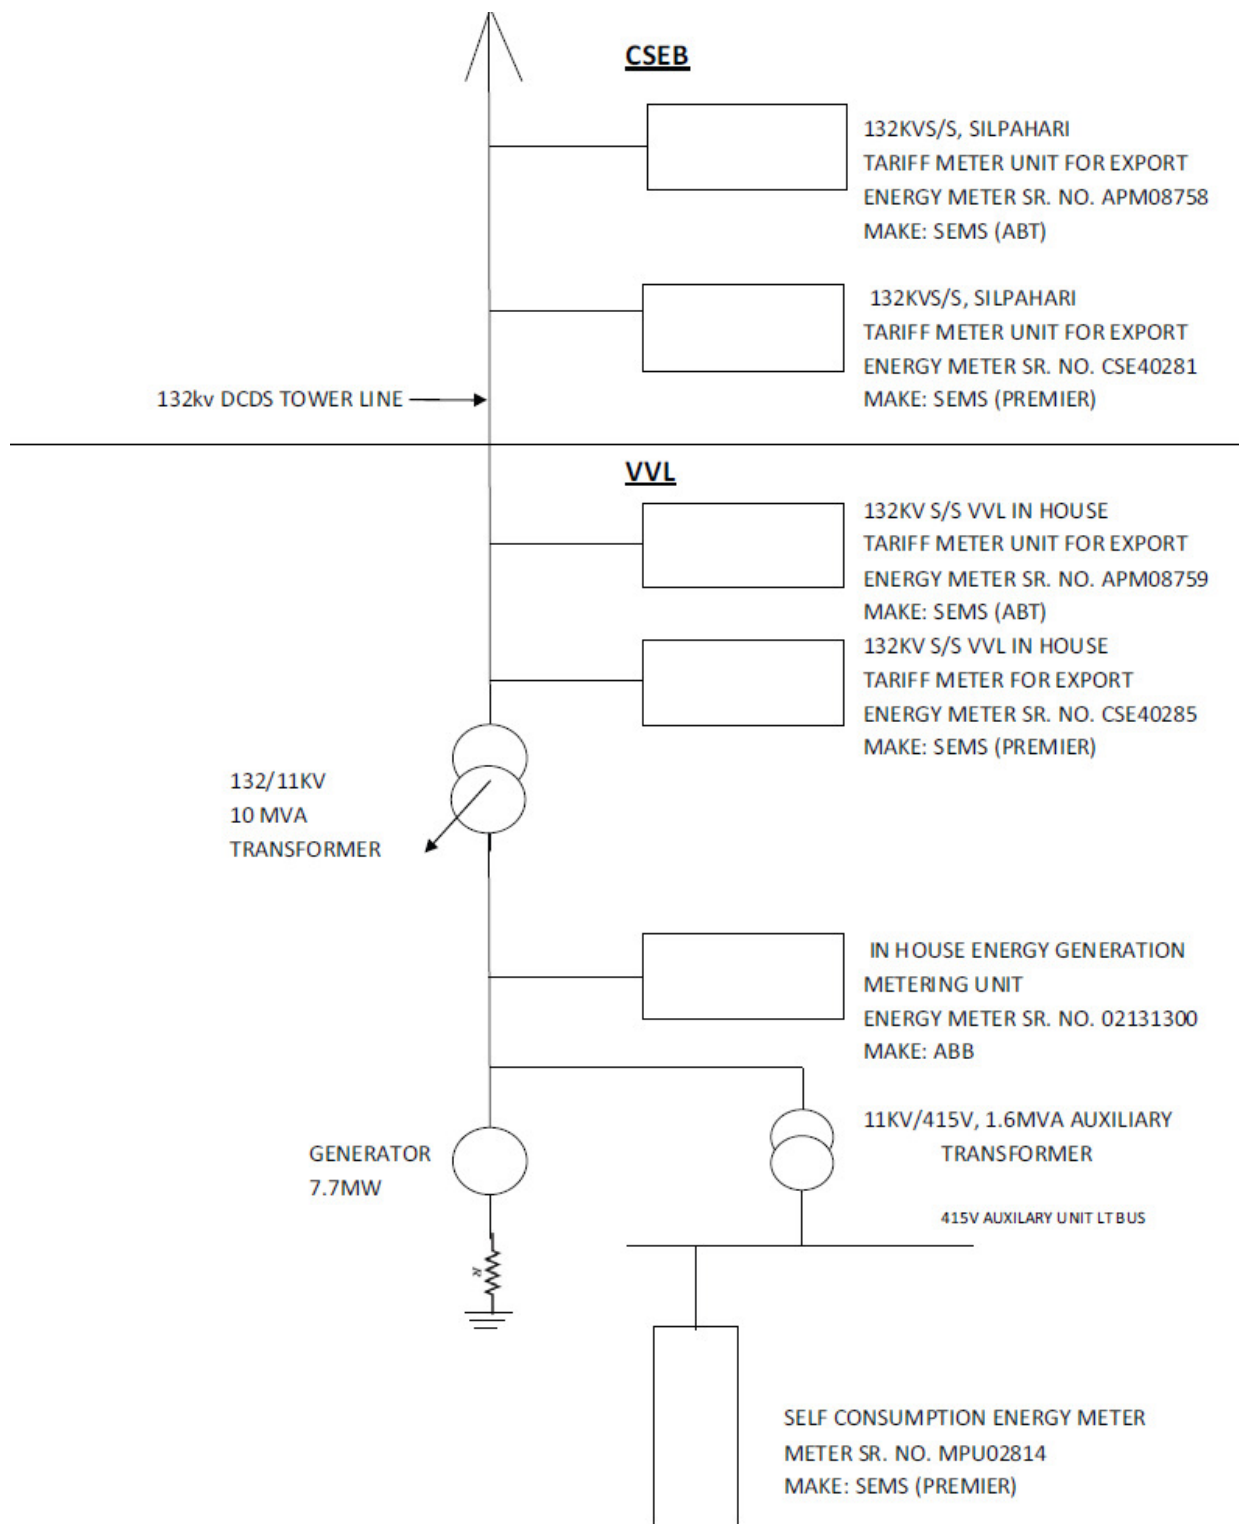 CSEB
132KVS/S, SILPAHARI
TARIFF METER UNIT FOR EXPORT
ENERGY METER SR. NO. APM08758
MAKE: SEMS (ABT)
132KVS/S, SILPAHARI
TARIFF METER UNIT FOR EXPORT
ENERGY METER SR. NO. CSE40281
MAKE: SEMS (PREMIER)
132kv DCDS TOWER LINE
VVL
132KV S/S VVL IN HOUSE
TARIFF METER UNIT FOR EXPORT
ENERGY METER SR. NO. APM08759
MAKE: SEMS (ABT)
132KV S/S VVL IN HOUSE
TARIFF METER FOR EXPORT
ENERGY METER SR. NO. CSE40285
MAKE: SEMS (PREMIER)
132/11KV
10 MVA
TRANSFORMER
IN HOUSE ENERGY GENERATION
METERING UNIT
ENERGY METER SR. NO. 02131300
MAKE: ABB
11KV/415V, 1.6MVA AUXILIARY
TRANSFORMER
GENERATOR
7.7MW
415V AUXILARY UNIT LT BUS
SELF CONSUMPTION ENERGY METER
METER SR. NO. MPU02814
MAKE: SEMS (PREMIER)